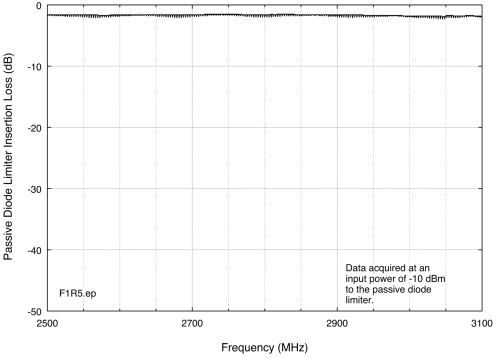 Passive Diode Limiter Insertion Loss (dB)
0
-10
-20
-30
-40
-50
F1R5.ep
Data acquired at an
input power of -10 dBm
to the passive diode
limiter.
2500
2700
2900
3100
Frequency (MHz)